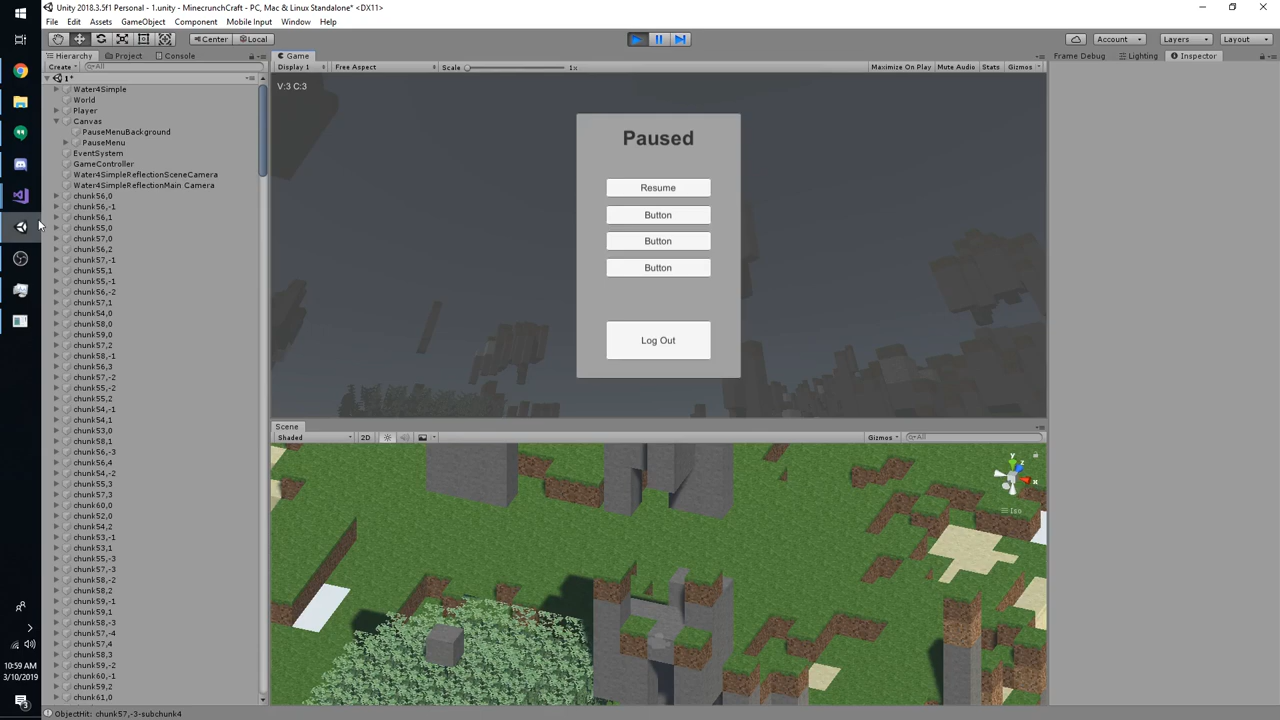 Unity 2018.3.5f1 Personal - 1.unity - MinecrunchCraft - PC, Mac & Linux Standalone* <DX11>
File Edit Assets GameObject Component Mobile Input Window Help
Center Local Account Layers Layout
Hierarchy Project Console Game Frame Debug Lighting Inspector
Create All Display 1 Free Aspect Scale 1x Maximize On Play Mute Audio Stats Gizmos
1*
Water4Simple
World
Player
Canvas
PauseMenuBackground
PauseMenu
EventSystem
GameController
Water4SimpleReflectionSceneCamera
Water4SimpleReflectionMain Camera
chunk56,0
chunk56,-1
chunk56,1
chunk55,0
chunk57,0
chunk56,2
chunk57,-1
chunk55,1
chunk55,-1
chunk56,-2
chunk57,1
chunk54,0
chunk58,0
chunk59,0
chunk57,2
chunk58,-1
chunk56,3
chunk57,-2
chunk55,-2
chunk55,2
chunk54,-1
chunk54,1
chunk53,0
chunk58,1
chunk56,-3
chunk56,4
chunk54,-2
chunk55,3
chunk57,3
chunk60,0
chunk52,0
chunk54,2
chunk53,-1
chunk53,1
chunk55,-3
chunk57,-3
chunk58,-2
chunk58,2
chunk59,-1
chunk59,1
chunk58,-3
chunk57,-4
chunk57,4
chunk58,3
chunk59,-2
chunk60,-1
chunk59,2
chunk61,0
V:3 C:3
Paused
Resume
Button
Button
Button
Log Out
Scene
Shaded 2D Gizmos All
y
z
x
Iso
10:59 AM
3/10/2019
3
ObjectHit: chunk57,-3-subchunk4